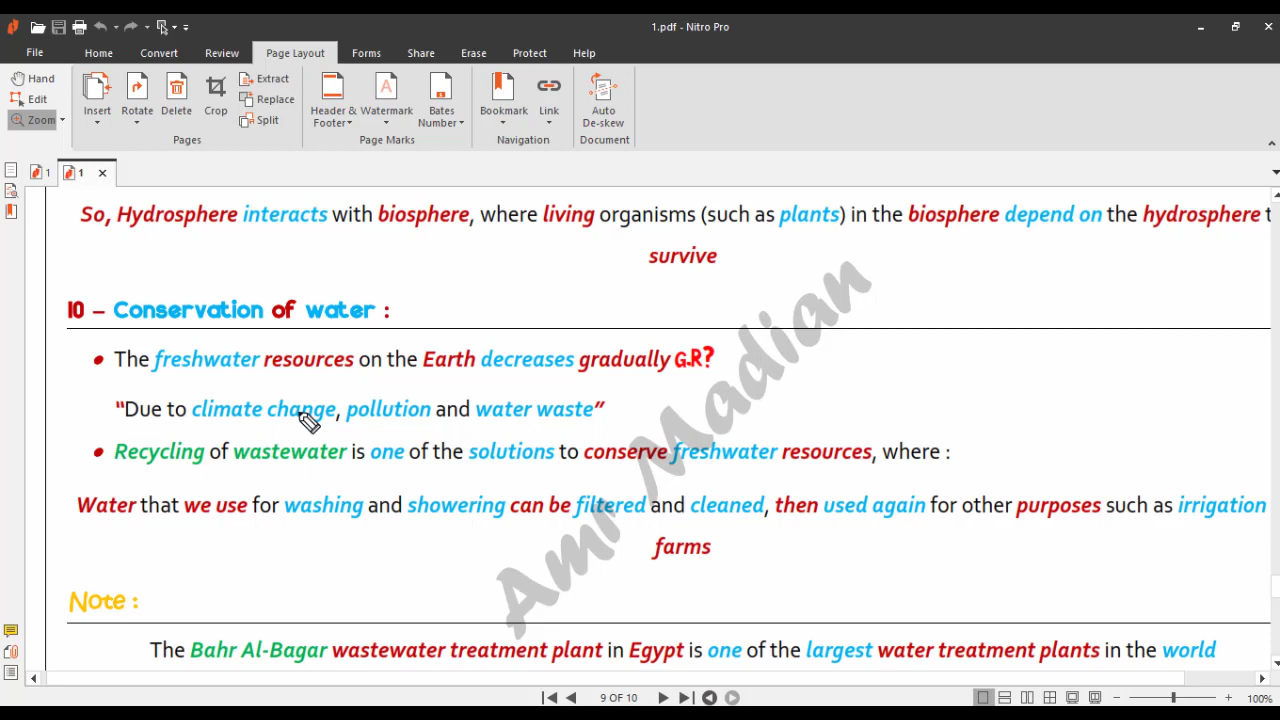 1.pdf - Nitro Pro
File Home Convert Review Page Layout Forms Share Erase Protect Help
Hand
Edit
Zoom
Insert Rotate Delete Crop
Extract
Replace
Split
Pages
Header & Footer
Watermark
Bates Number
Page Marks
Bookmark Link
Navigation
Auto De-skew
Document
1 1
So, Hydrosphere interacts with biosphere, where living organisms (such as plants) in the biosphere depend on the hydrosphere t
survive
10 – Conservation of water :
• The freshwater resources on the Earth decreases gradually G.R?
"Due to climate change, pollution and water waste"
• Recycling of wastewater is one of the solutions to conserve freshwater resources, where :
Water that we use for washing and showering can be filtered and cleaned, then used again for other purposes such as irrigation
farms
Note :
The Bahr Al-Bagar wastewater treatment plant in Egypt is one of the largest water treatment plants in the world
Amr Madian
9 OF 10
100%